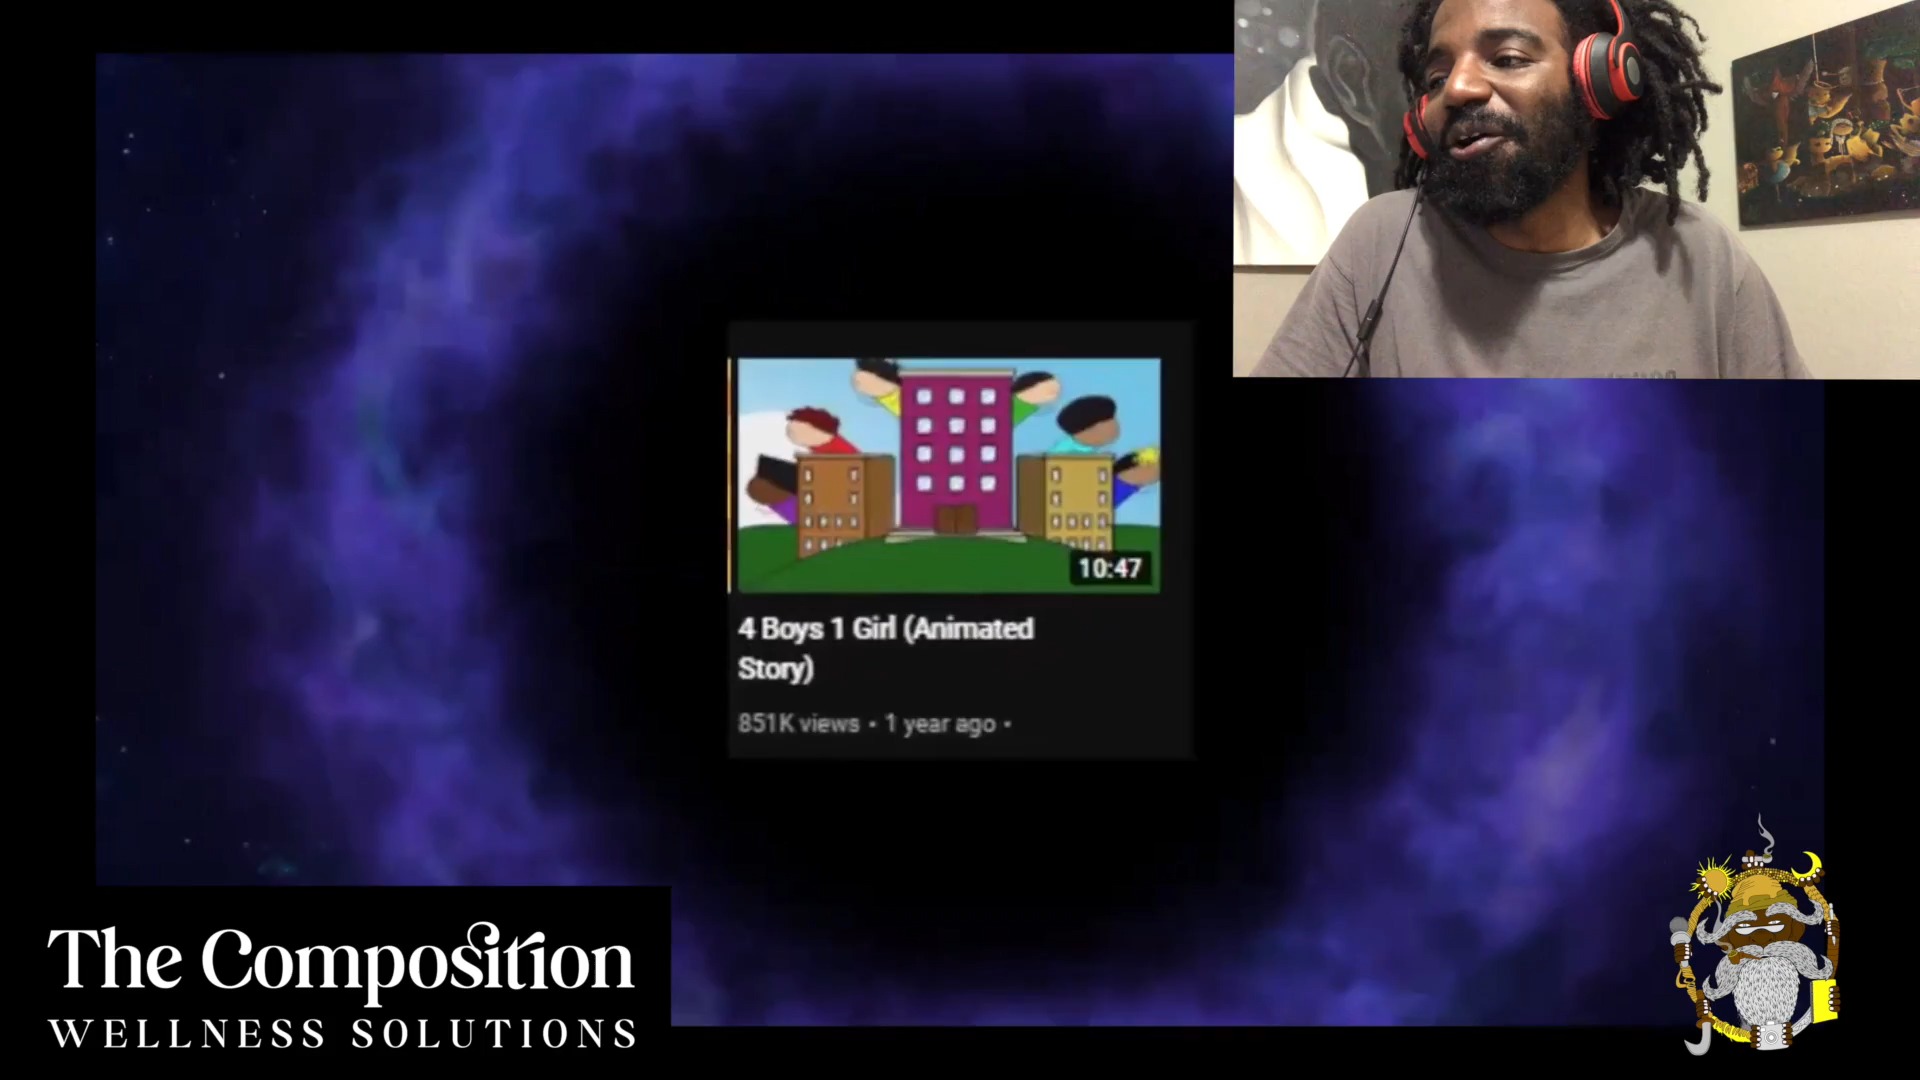 10:47
4 Boys 1 Girl (Animated
Story)
851K views • 1 year ago •
The Composition
WELLNESS SOLUTIONS